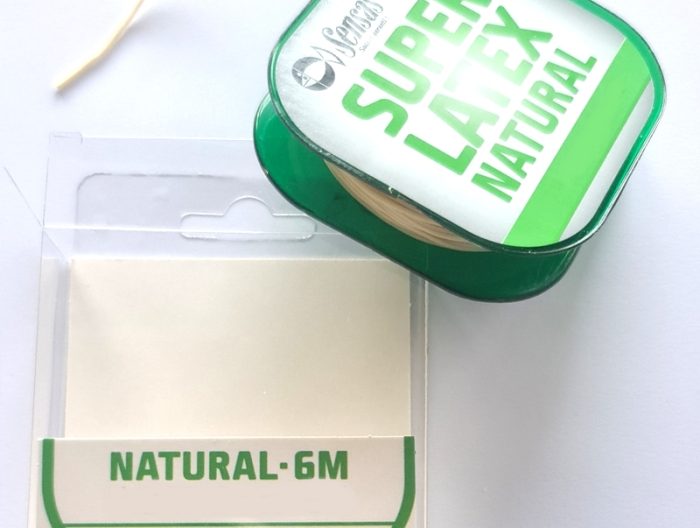 Sensas
SUPER
LATEX
NATURAL
NATURAL·6M